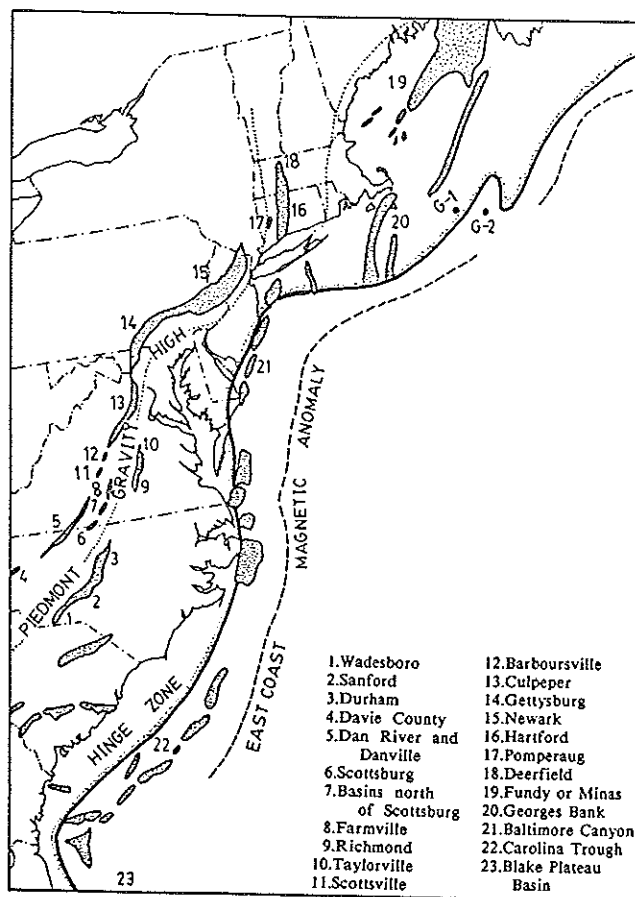 19
18
17
16
20
G-1
G-2
15
14
HIGH
21
13
GRAVITY
12
10
11
8
7
9
5
6
4
PIEDMONT
3
2
1
MAGNETIC ANOMALY
EAST COAST
HINGE ZONE
22
23
1.Wadesboro
2.Sanford
3.Durham
4.Davie County
5.Dan River and
Danville
6.Scottsburg
7.Basins north
of Scottsburg
8.Farmville
9.Richmond
10.Taylorville
11.Scottsville
12.Barboursville
13.Culpeper
14.Gettysburg
15.Newark
16.Hartford
17.Pomperaug
18.Deerfield
19.Fundy or Minas
20.Georges Bank
21.Baltimore Canyon
22.Carolina Trough
23.Blake Plateau
Basin